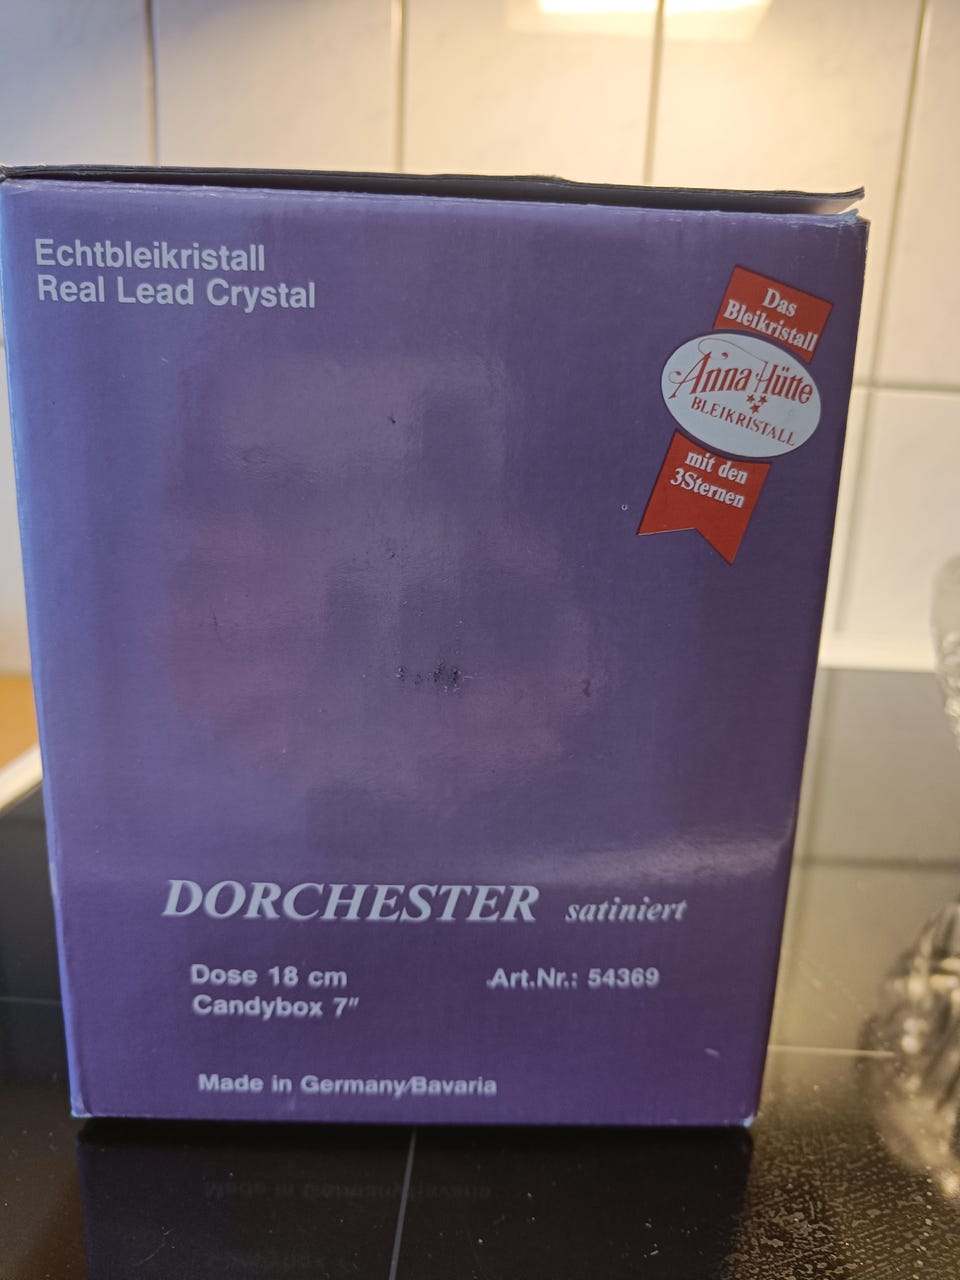 Echtbleikristall
Real Lead Crystal
Das
Bleikristall
Anna Hütte
BLEIKRISTALL
mit den
3Sternen
DORCHESTER satiniert
Dose 18 cm Art.Nr.: 54369
Candybox 7"
Made in Germany/Bavaria